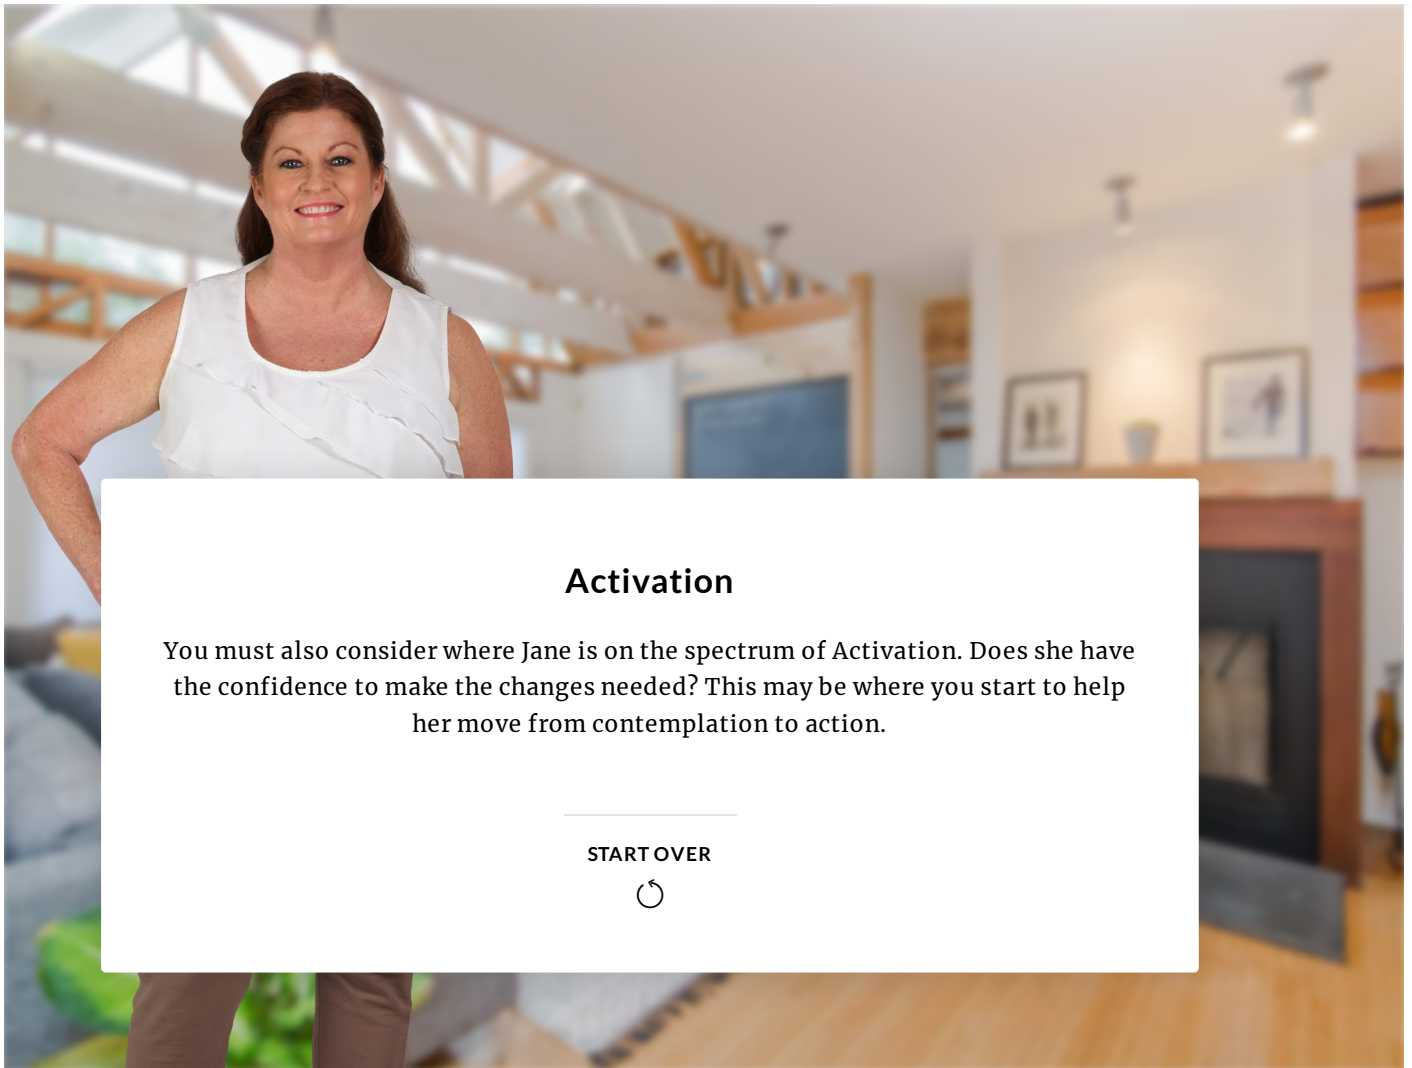 Activation
You must also consider where Jane is on the spectrum of Activation. Does she have
the confidence to make the changes needed? This may be where you start to help
her move from contemplation to action.
START OVER